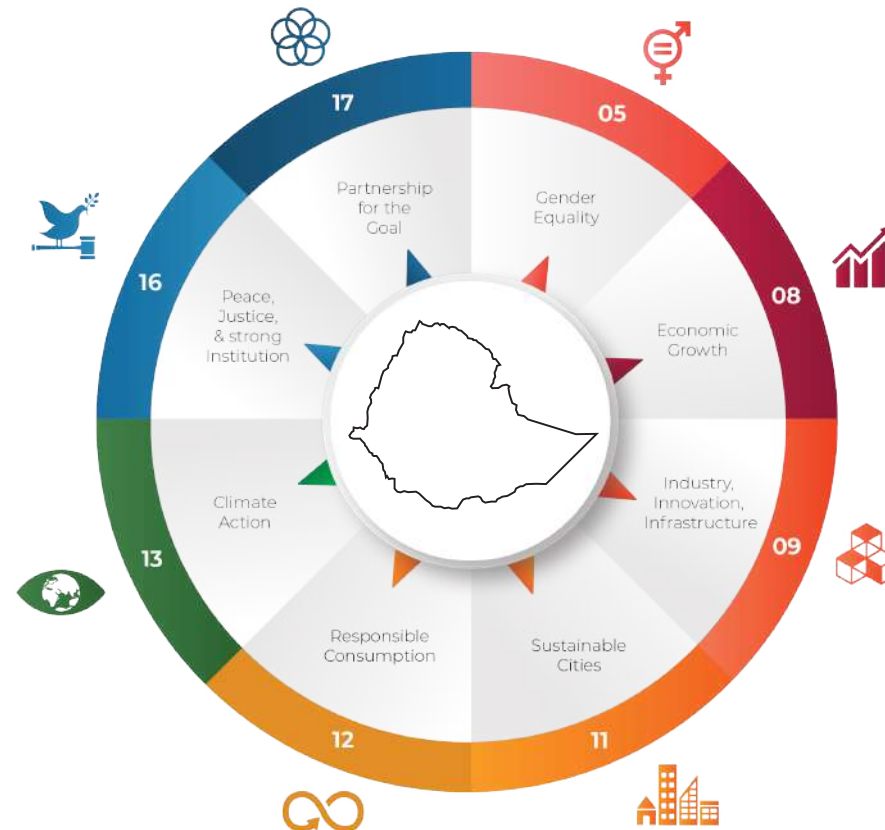 17
05
Partnership
for the
Goal
Gender
Equality
16
08
Peace,
Justice,
& strong
Institution
Economic
Growth
Climate
Action
Industry,
Innovation,
Infrastructure
13
09
Responsible
Consumption
Sustainable
Cities
12
11